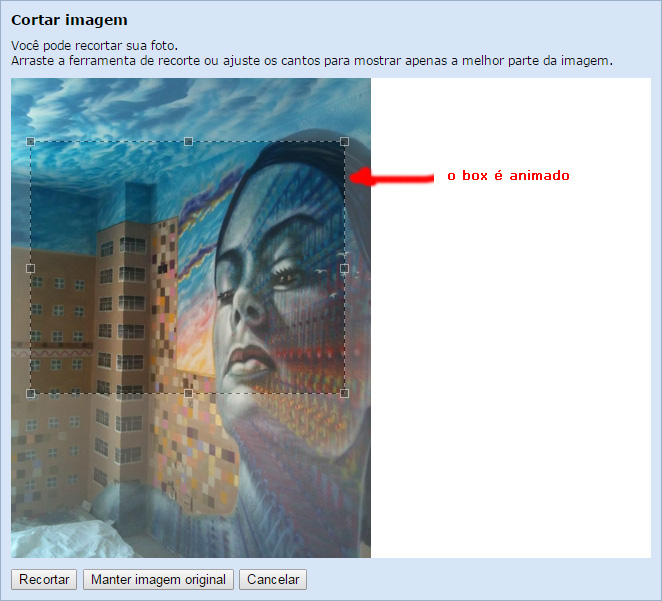 Cortar imagem
Você pode recortar sua foto.
Arraste a ferramenta de recorte ou ajuste os cantos para mostrar apenas a melhor parte da imagem.
o box é animado
Recortar Manter imagem original Cancelar